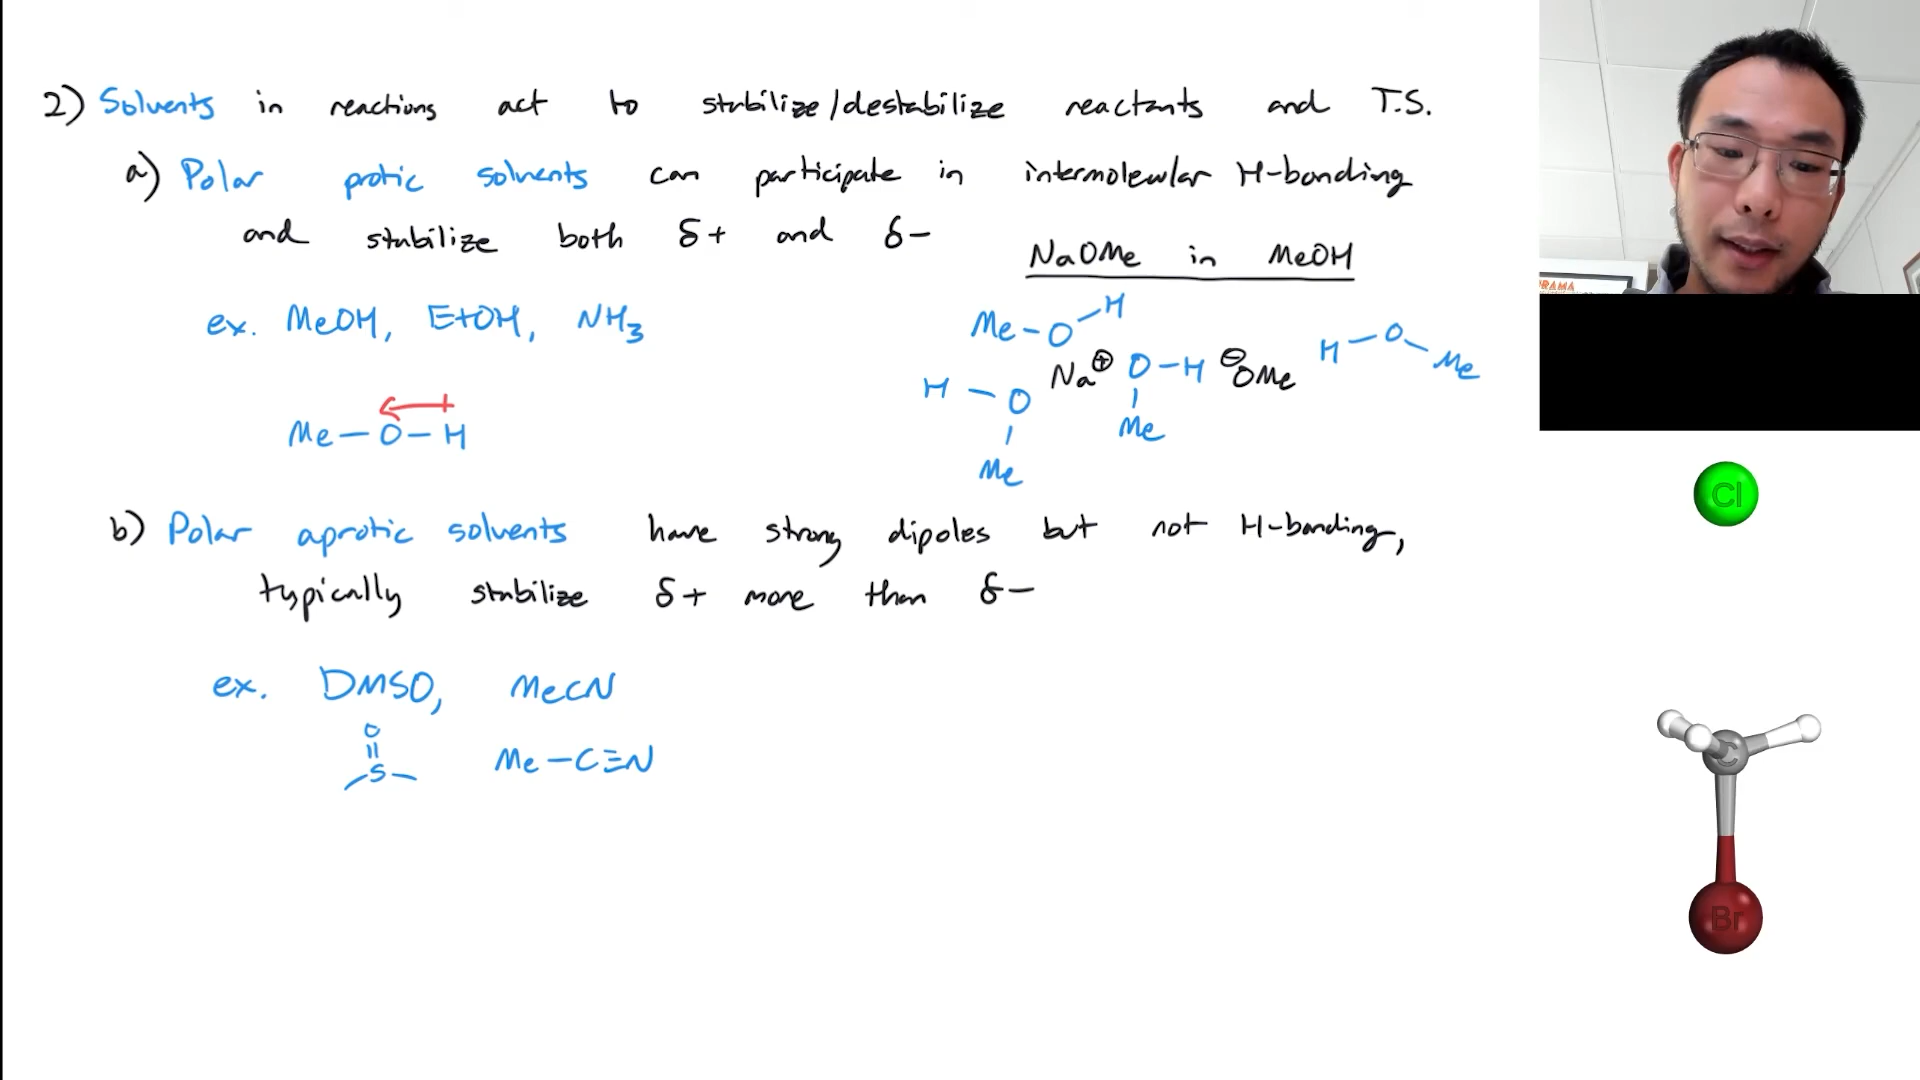 2) Solvents in reactions act to stabilize/destabilize reactants and T.S.
a) Polar protic solvents can participate in intermolecular H-bonding
and stabilize both δ+ and δ-
NaOMe in MeOH
ex. MeOH, EtOH, NH₃
Me-O-H
H-O-Me
Na⊕ O-H ⊖OMe
Me
H-O-Me
Me-O-H
b) Polar aprotic solvents have strong dipoles but not H-bonding,
typically stabilize δ+ more than δ-
ex. DMSO, MeCN
O
=
S
Me-C≡N
RAMA
Cl
C
Br